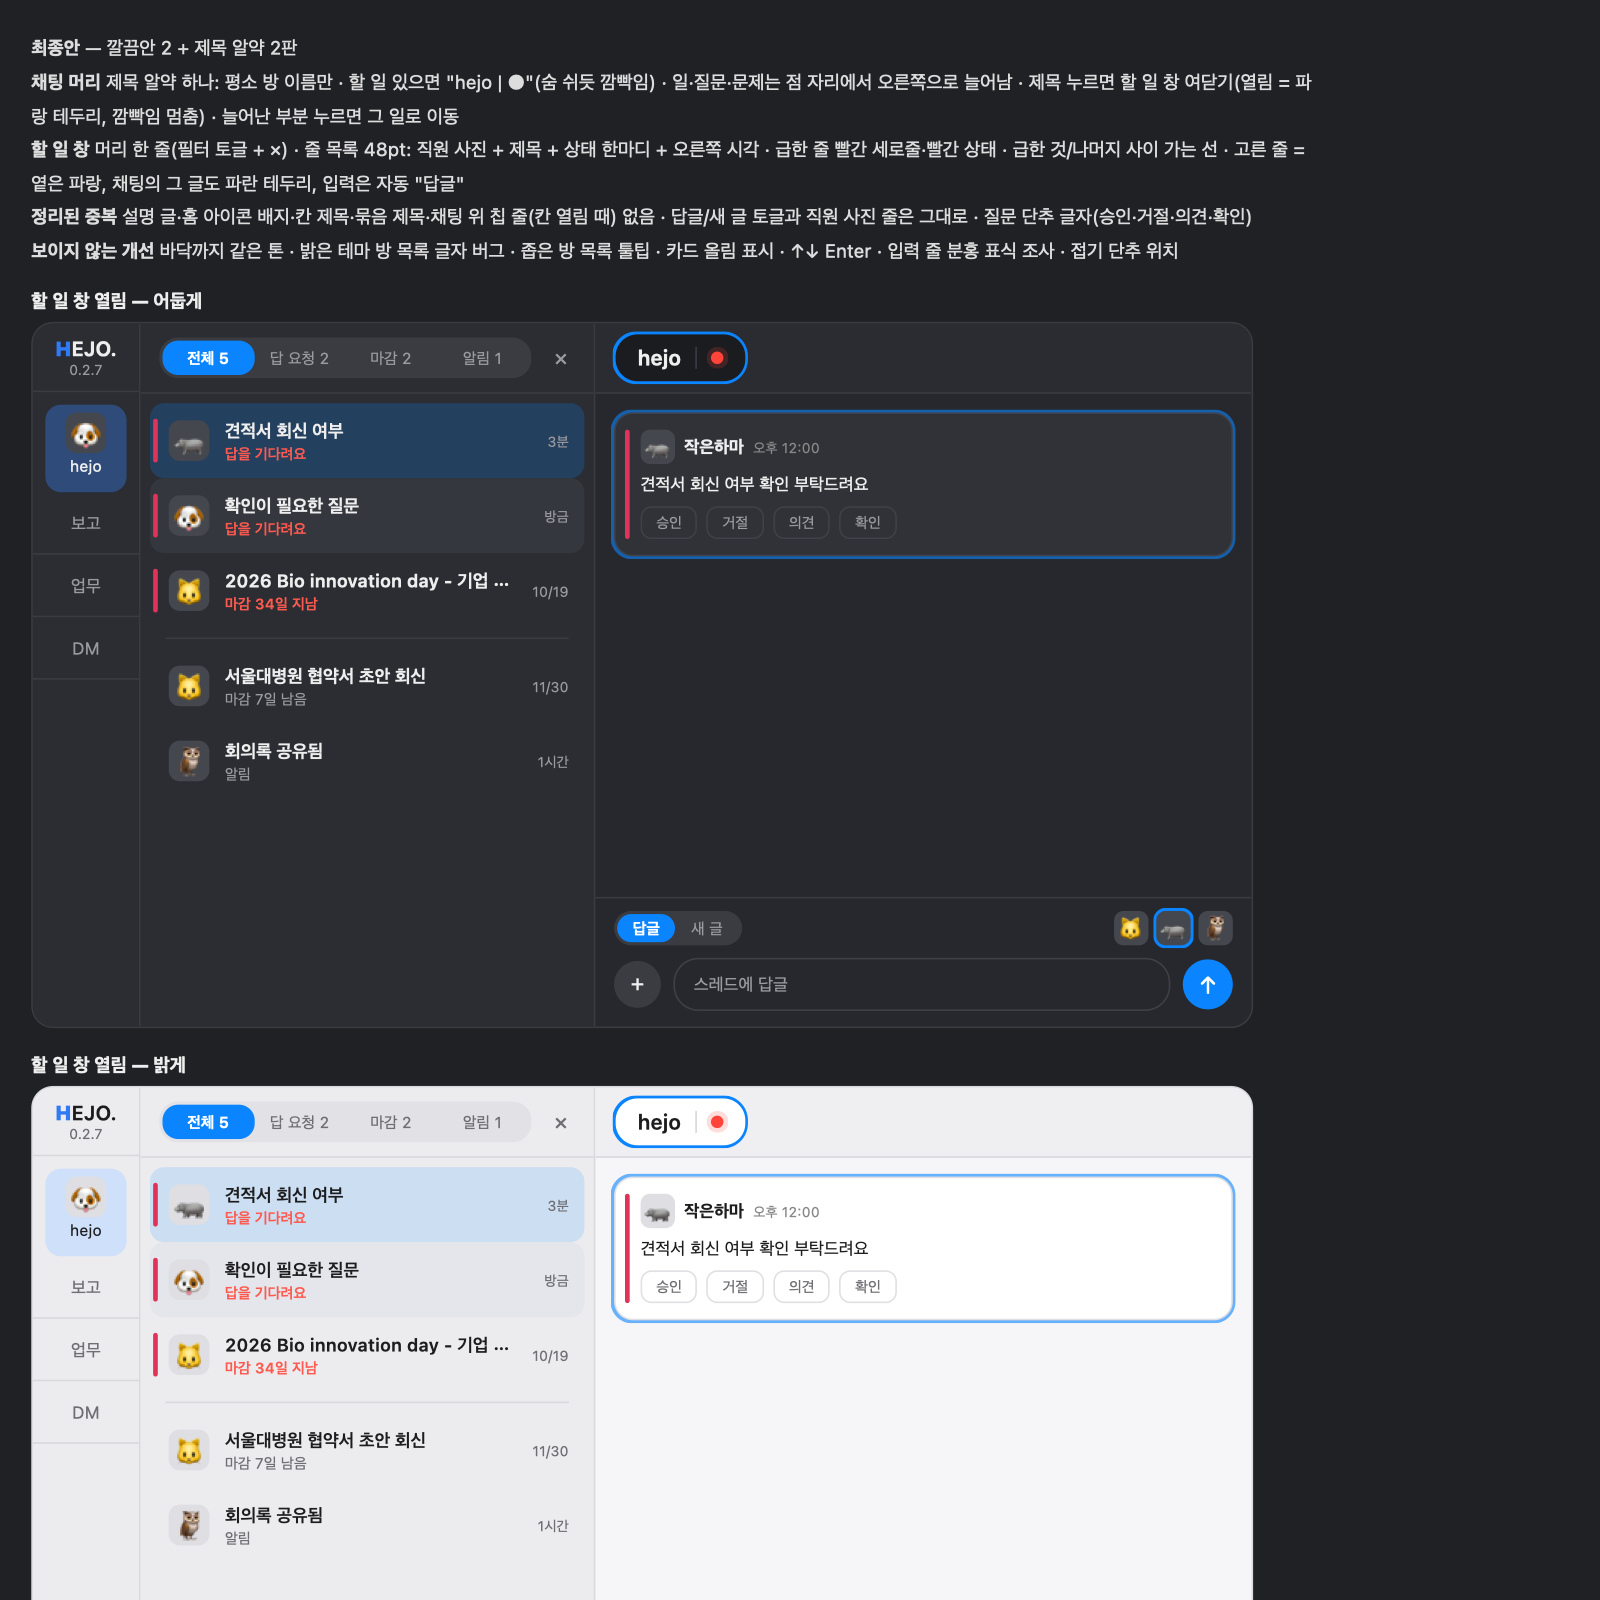 최종안 — 깔끔안 2 + 제목 알약 2판
채팅 머리 제목 알약 하나: 평소 방 이름만 · 할 일 있으면 "hejo | ●"(숨 쉬듯 깜빡임) · 일·질문·문제는 점 자리에서 오른쪽으로 늘어남 · 제목 누르면 할 일 창 여닫기(열림 = 파
랑 테두리, 깜빡임 멈춤) · 늘어난 부분 누르면 그 일로 이동
할 일 창 머리 한 줄(필터 토글 + ×) · 줄 목록 48pt: 직원 사진 + 제목 + 상태 한마디 + 오른쪽 시각 · 급한 줄 빨간 세로줄·빨간 상태 · 급한 것/나머지 사이 가는 선 · 고른 줄 =
옅은 파랑, 채팅의 그 글도 파란 테두리, 입력은 자동 "답글"
정리된 중복 설명 글·홈 아이콘 배지·칸 제목·묶음 제목·채팅 위 칩 줄(칸 열림 때) 없음 · 답글/새 글 토글과 직원 사진 줄은 그대로 · 질문 단추 글자(승인·거절·의견·확인)
보이지 않는 개선 바닥까지 같은 톤 · 밝은 테마 방 목록 글자 버그 · 좁은 방 목록 툴팁 · 카드 올림 표시 · ↑↓ Enter · 입력 줄 분홍 표식 조사 · 접기 단추 위치
할 일 창 열림 — 어둡게
HEJO.
0.2.7
hejo
보고
업무
DM
전체 5
답 요청 2
마감 2
알림 1
×
견적서 회신 여부
답을 기다려요
3분
확인이 필요한 질문
답을 기다려요
방금
2026 Bio innovation day - 기업 ...
마감 34일 지남
10/19
서울대병원 협약서 초안 회신
마감 7일 남음
11/30
회의록 공유됨
알림
1시간
hejo
작은하마 오후 12:00
견적서 회신 여부 확인 부탁드려요
승인 거절 의견 확인
답글 새 글
+
스레드에 답글
↑
할 일 창 열림 — 밝게
HEJO.
0.2.7
hejo
보고
업무
DM
전체 5
답 요청 2
마감 2
알림 1
×
견적서 회신 여부
답을 기다려요
3분
확인이 필요한 질문
답을 기다려요
방금
2026 Bio innovation day - 기업 ...
마감 34일 지남
10/19
서울대병원 협약서 초안 회신
마감 7일 남음
11/30
회의록 공유됨
알림
1시간
hejo
작은하마 오후 12:00
견적서 회신 여부 확인 부탁드려요
승인 거절 의견 확인